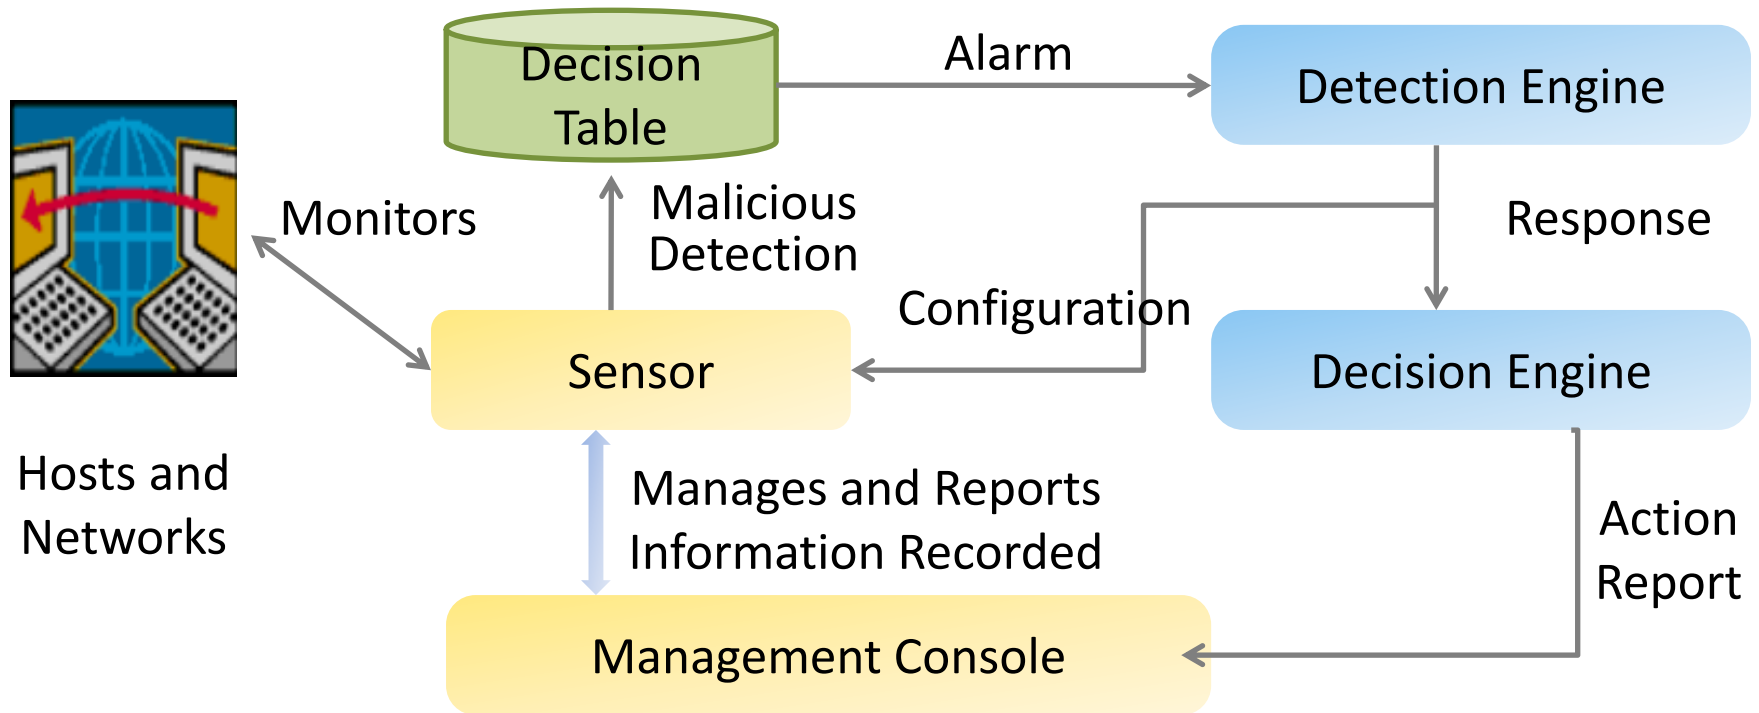 Decision
Table
Alarm
Detection Engine
Monitors
Malicious
Detection
Response
Configuration
Sensor
Decision Engine
Hosts and
Networks
Manages and Reports
Information Recorded
Action
Report
Management Console